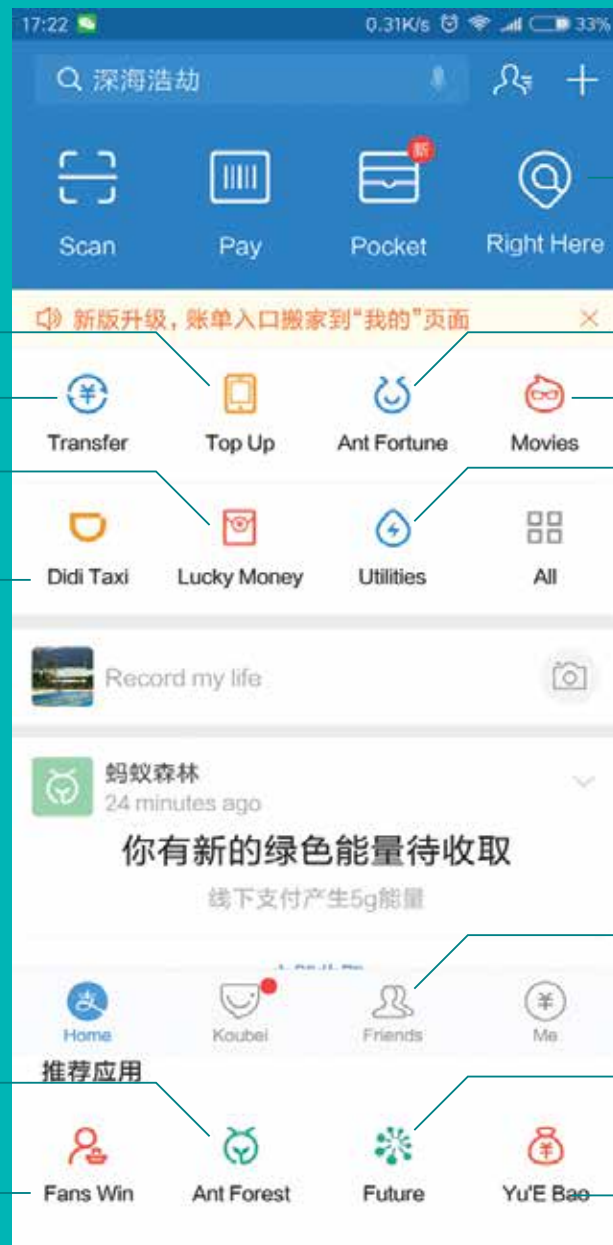 17:22 0.31K/s 33%
深海浩劫
新
Scan Pay Pocket Right Here
新版升级，账单入口搬家到“我的”页面
Transfer Top Up Ant Fortune Movies
Didi Taxi Lucky Money Utilities All
Record my life
蚂蚁森林
24 minutes ago
你有新的绿色能量待收取
线下支付产生5g能量
支
Home Koubei Friends Me
推荐应用
Fans Win Ant Forest Future Yu'E Bao